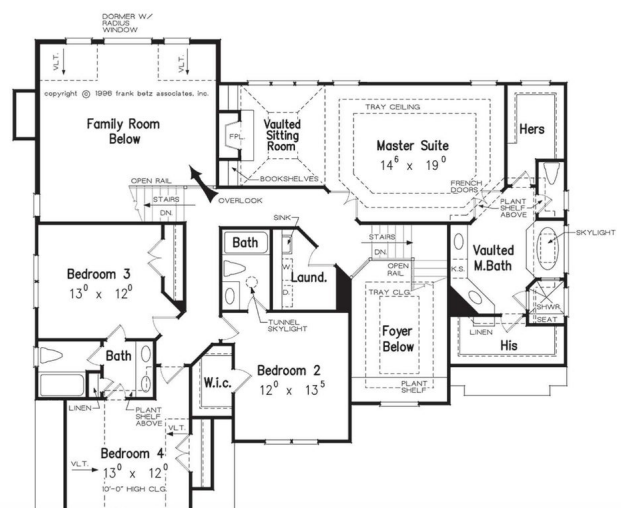 DORMER W/
RADIUS
WINDOW
VLT.
VLT.
copyright © 1996 frank betz associates, inc.
Family Room
Below
FPL.
Vaulted
Sitting
Room
TRAY CEILING
Master Suite
14⁶ x 19⁰
Hers
BOOKSHELVES
OPEN RAIL
STAIRS
DN.
OVERLOOK
FRENCH
DOORS
PLANT
SHELF
ABOVE
SINK
Bath
W.
D.
Laund.
STAIRS
DN.
OPEN
RAIL
Vaulted
M.Bath
K.S.
SKYLIGHT
SHWR.
SEAT
Bedroom 3
13⁰ x 12⁰
TUNNEL
SKYLIGHT
TRAY CLG.
Foyer
Below
PLANT
SHELF
LINEN
His
Bath
W.i.c.
Bedroom 2
12⁰ x 13⁵
LINEN
PLANT
SHELF
ABOVE
VLT.
VLT.
Bedroom 4
13⁰ x 12⁰
10'-0" HIGH CLG.